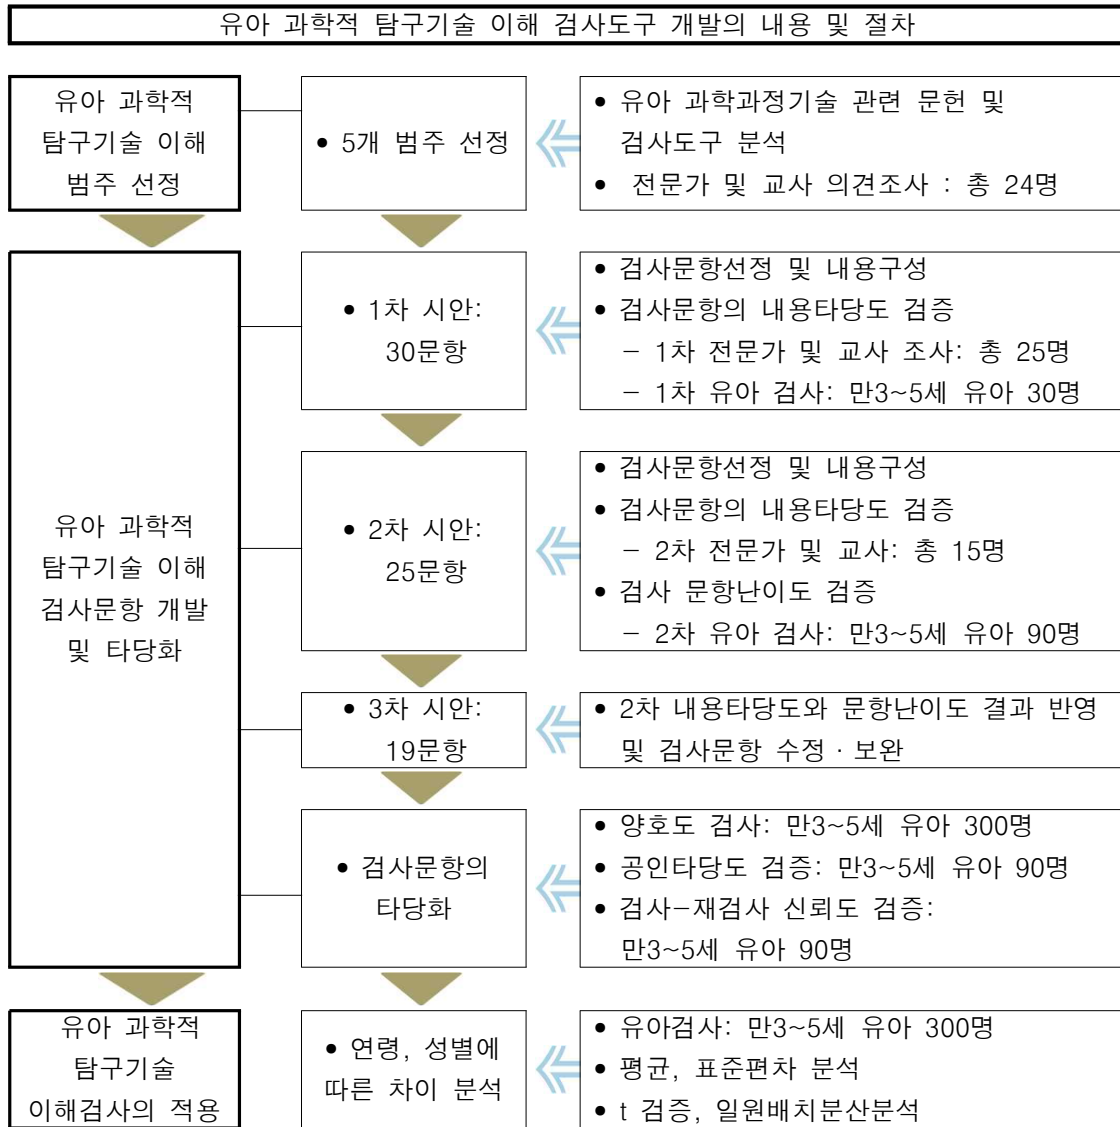 유아 과학적 탐구기술 이해 검사도구 개발의 내용 및 절차
유아 과학적
탐구기술 이해
범주 선정
• 5개 범주 선정
• 유아 과학과정기술 관련 문헌 및
검사도구 분석
• 전문가 및 교사 의견조사 : 총 24명
유아 과학적
탐구기술 이해
검사문항 개발
및 타당화
• 1차 시안:
30문항
• 검사문항선정 및 내용구성
• 검사문항의 내용타당도 검증
− 1차 전문가 및 교사 조사: 총 25명
− 1차 유아 검사: 만3~5세 유아 30명
• 2차 시안:
25문항
• 검사문항선정 및 내용구성
• 검사문항의 내용타당도 검증
− 2차 전문가 및 교사: 총 15명
• 검사 문항난이도 검증
− 2차 유아 검사: 만3~5세 유아 90명
• 3차 시안:
19문항
• 2차 내용타당도와 문항난이도 결과 반영
및 검사문항 수정 · 보완
• 검사문항의
타당화
• 양호도 검사: 만3~5세 유아 300명
• 공인타당도 검증: 만3~5세 유아 90명
• 검사−재검사 신뢰도 검증:
만3~5세 유아 90명
유아 과학적
탐구기술
이해검사의 적용
• 연령, 성별에
따른 차이 분석
• 유아검사: 만3~5세 유아 300명
• 평균, 표준편차 분석
• t 검증, 일원배치분산분석